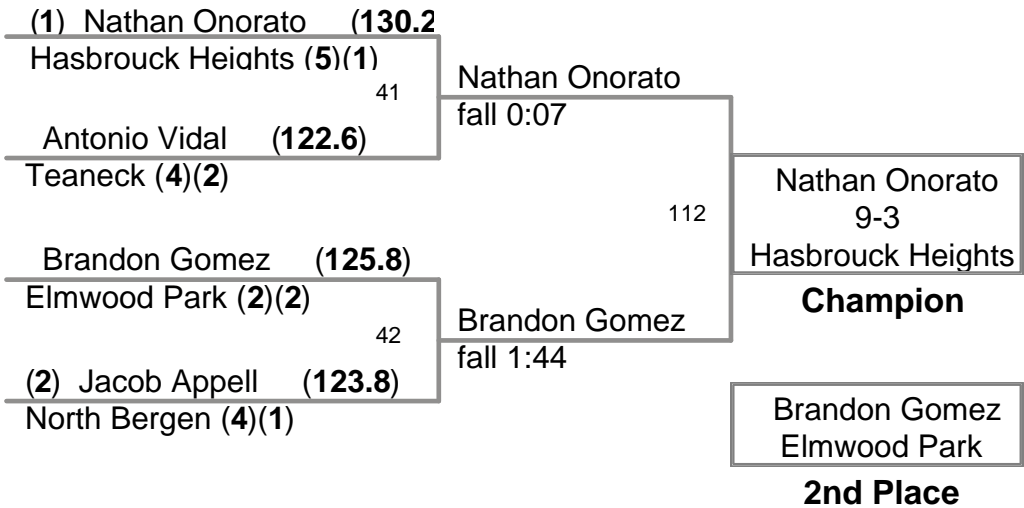 (1) Nathan Onorato (130.2
Hasbrouck Heights (5)(1)
41
Antonio Vidal (122.6)
Teaneck (4)(2)
Nathan Onorato
fall 0:07
112
Brandon Gomez (125.8)
Elmwood Park (2)(2)
42
(2) Jacob Appell (123.8)
North Bergen (4)(1)
Brandon Gomez
fall 1:44
Nathan Onorato
9-3
Hasbrouck Heights
Champion
Brandon Gomez
Elmwood Park
2nd Place